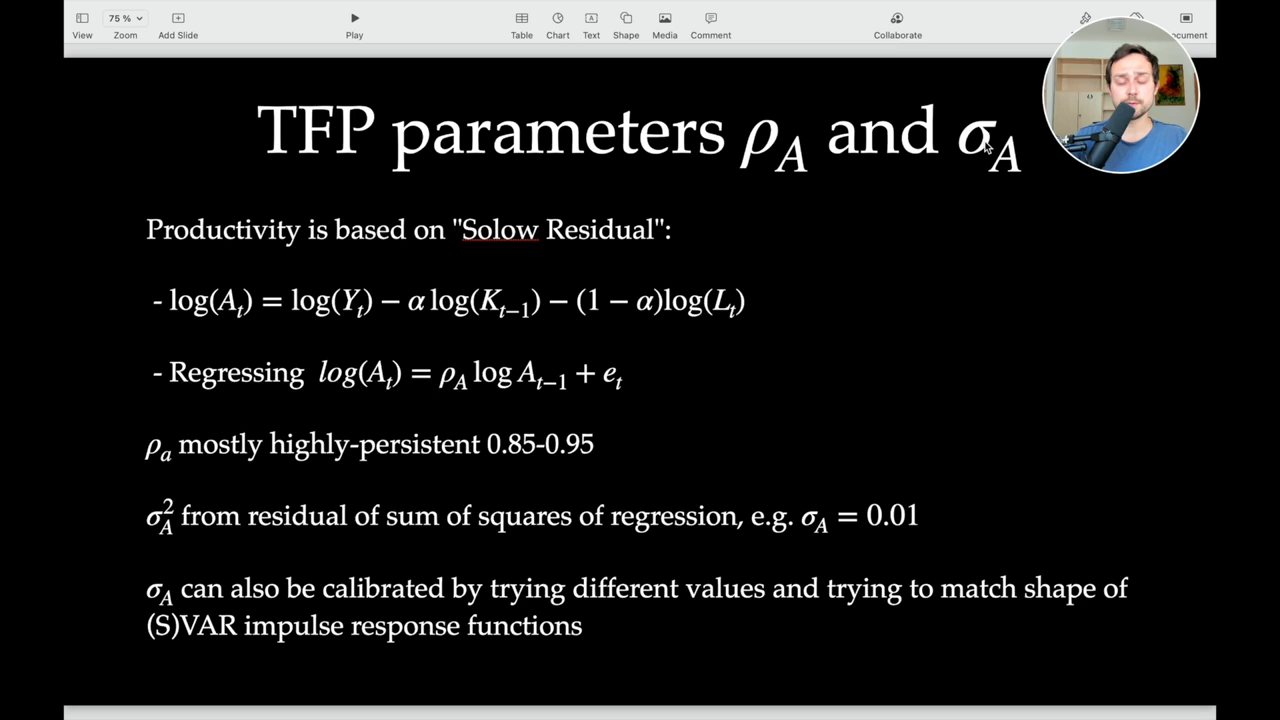 75 %
View
Zoom
Add Slide
Play
Table
Chart
Text
Shape
Media
Comment
Collaborate
ocument
TFP parameters ρ_A and σ_A
Productivity is based on "Solow Residual":
- log(A_t) = log(Y_t) − α log(K_{t−1}) − (1 − α)log(L_t)
- Regressing log(A_t) = ρ_A log A_{t−1} + e_t
ρ_a mostly highly-persistent 0.85-0.95
σ_A^2 from residual of sum of squares of regression, e.g. σ_A = 0.01
σ_A can also be calibrated by trying different values and trying to match shape of
(S)VAR impulse response functions